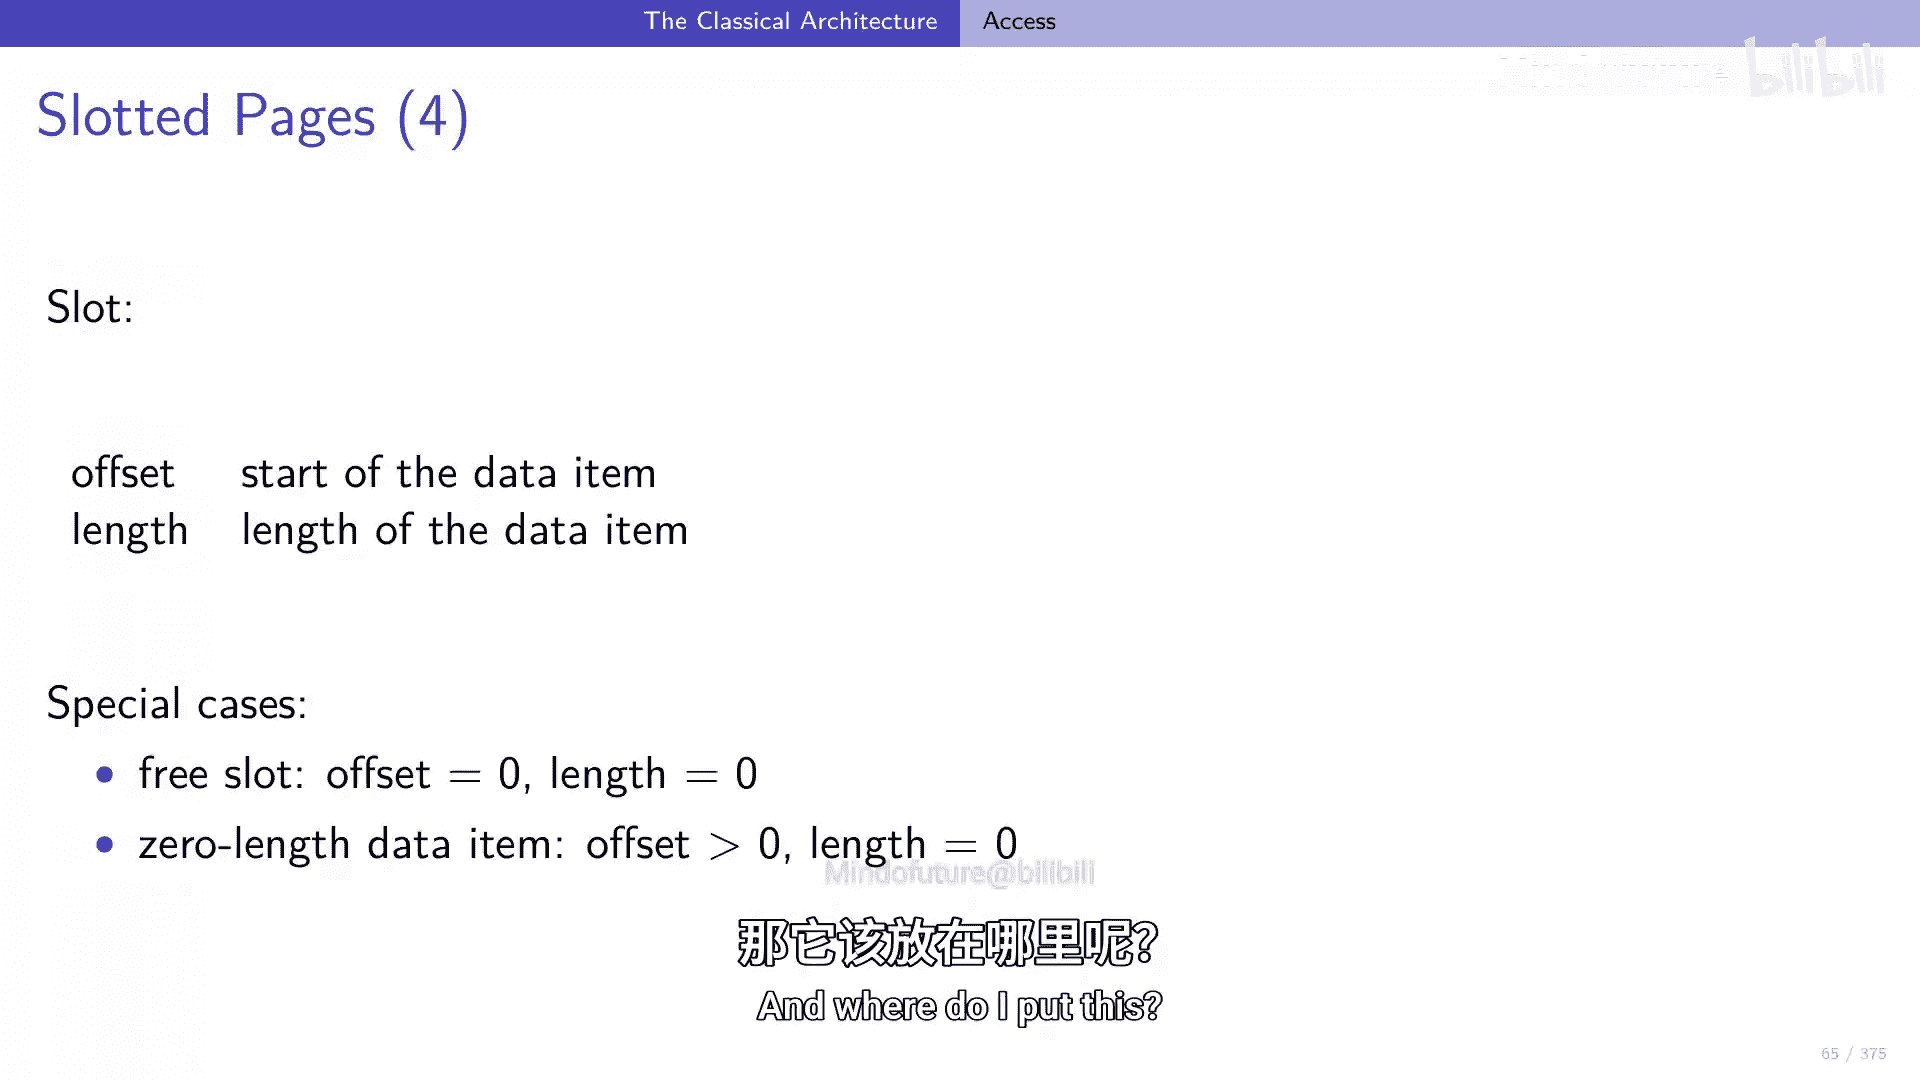 The Classical Architecture Access
bilibili
Slotted Pages (4)
Slot:
offset start of the data item
length length of the data item
Special cases:
• free slot: offset = 0, length = 0
• zero-length data item: offset > 0, length = 0
Mindofuture@bilibili
那它该放在哪里呢?
And where do I put this?
65 / 375